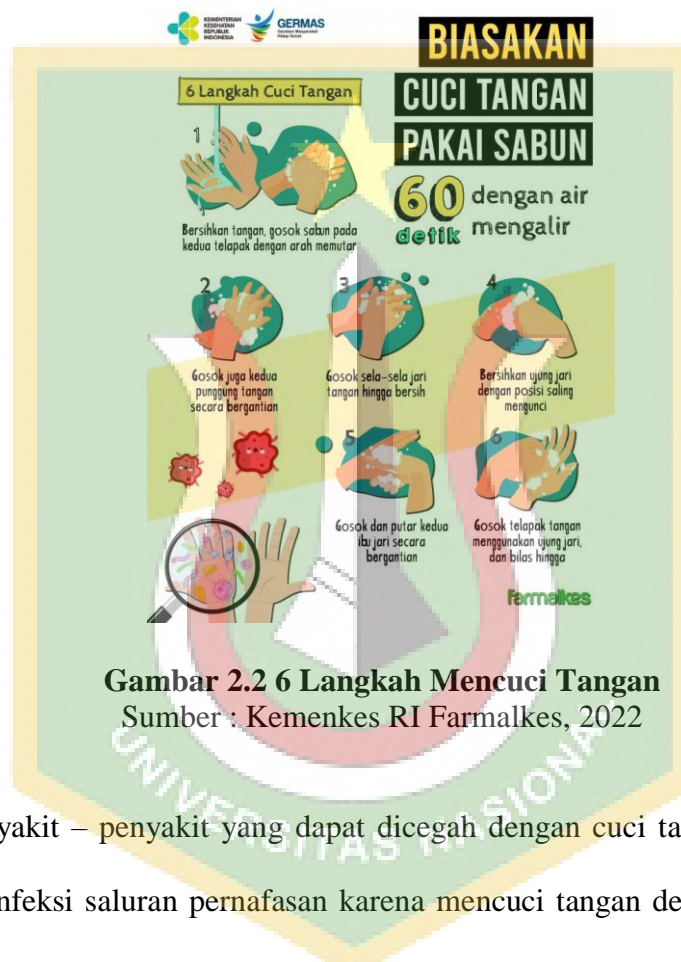 KEMENTERIAN
KESEHATAN
REPUBLIK
INDONESIA
GERMAS
Gerakan Masyarakat
Hidup Sehat
BIASAKAN
CUCI TANGAN
PAKAI SABUN
60 detik
dengan air
mengalir
6 Langkah Cuci Tangan
1
Bersihkan tangan, gosok sabun pada
kedua telapak dengan arah memutar
2
Gosok juga kedua
punggung tangan
secara bergantian
3
Gosok sela-sela jari
tangan hingga bersih
4
Bersihkan ujung jari
dengan posisi saling
mengunci
5
Gosok dan putar kedua
ibu jari secara
bergantian
6
Gosok telapak tangan
menggunakan ujung jari,
dan bilas hingga
farmalkes
Gambar 2.2 6 Langkah Mencuci Tangan
Sumber : Kemenkes RI Farmalkes, 2022
UNIVERSITAS NASIONAL
yakit – penyakit yang dapat dicegah dengan cuci ta
nfeksi saluran pernafasan karena mencuci tangan de